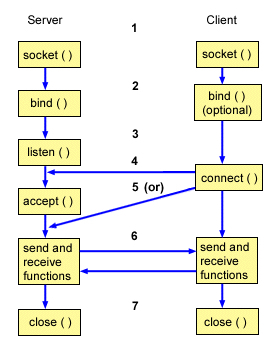 Server 1 Client
socket ( ) socket ( )
2
bind ( ) bind ( )
(optional)
3
listen ( )
4
connect ( )
5 (or)
accept ( )
6
send and send and
receive receive
functions functions
7
close ( ) close ( )